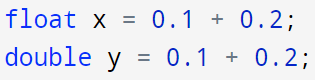 float x = 0.1 + 0.2;
double y = 0.1 + 0.2;